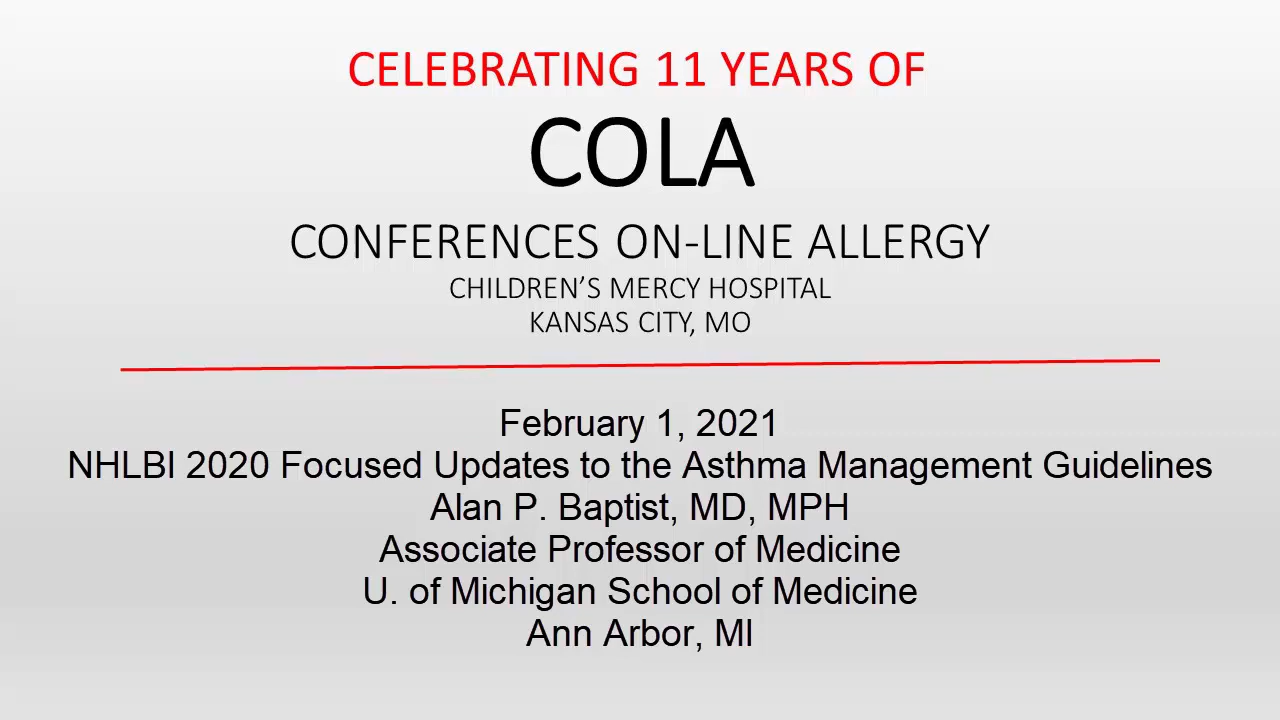 CELEBRATING 11 YEARS OF
COLA
CONFERENCES ON-LINE ALLERGY
CHILDREN’S MERCY HOSPITAL
KANSAS CITY, MO
February 1, 2021
NHLBI 2020 Focused Updates to the Asthma Management Guidelines
Alan P. Baptist, MD, MPH
Associate Professor of Medicine
U. of Michigan School of Medicine
Ann Arbor, MI